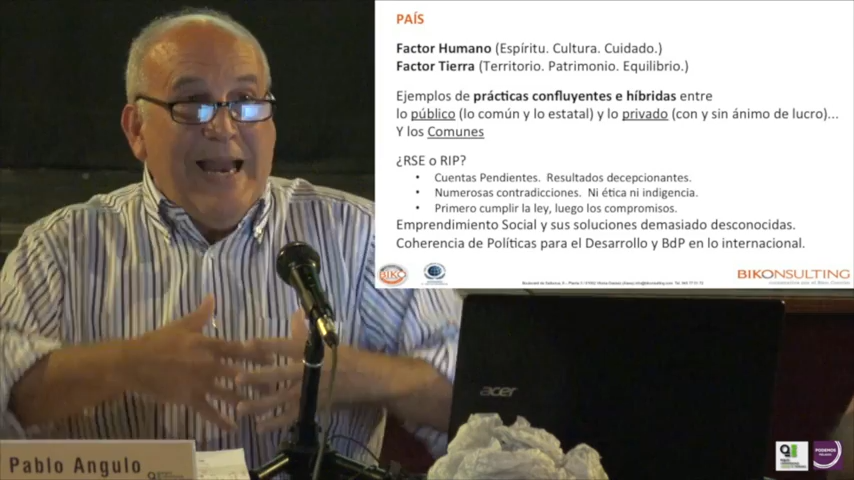 PAÍS
Factor Humano (Espíritu. Cultura. Cuidado.)
Factor Tierra (Territorio. Patrimonio. Equilibrio.)
Ejemplos de prácticas confluyentes e híbridas entre
lo público (lo común y lo estatal) y lo privado (con y sin ánimo de lucro)...
Y los Comunes
¿RSE o RIP?
• Cuentas Pendientes. Resultados decepcionantes.
• Numerosas contradicciones. Ni ética ni indigencia.
• Primero cumplir la ley, luego los compromisos.
Emprendimiento Social y sus soluciones demasiado desconocidas.
Coherencia de Políticas para el Desarrollo y BdP en lo internacional.
BIKO
BIKONSULTING
acer
Pablo Angulo
PODEMOS